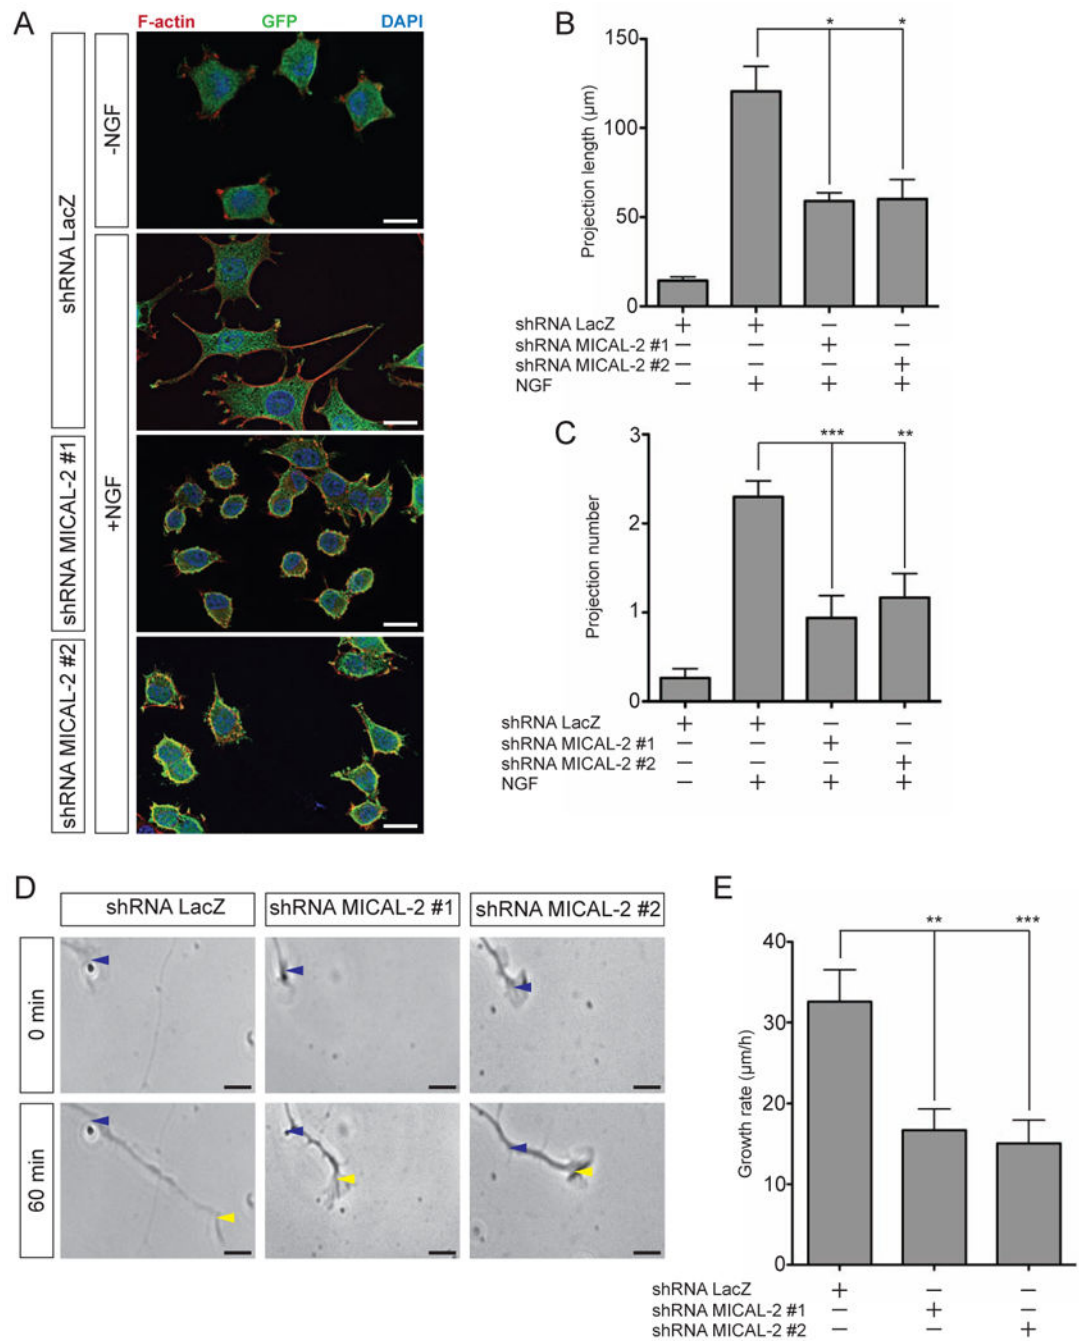 A
F-actin GFP DAPI
shRNA LacZ
-NGF
+NGF
shRNA MICAL-2 #1
shRNA MICAL-2 #2
B
* *
Projection length (µm)
150
100
50
0
shRNA LacZ + + – –
shRNA MICAL-2 #1 – – + –
shRNA MICAL-2 #2 – – – +
NGF – + + +
C
*** **
Projection number
3
2
1
0
shRNA LacZ + + – –
shRNA MICAL-2 #1 – – + –
shRNA MICAL-2 #2 – – – +
NGF – + + +
D
shRNA LacZ shRNA MICAL-2 #1 shRNA MICAL-2 #2
0 min
60 min
E
** ***
Growth rate (µm/h)
40
30
20
10
0
shRNA LacZ + – –
shRNA MICAL-2 #1 – + –
shRNA MICAL-2 #2 – – +